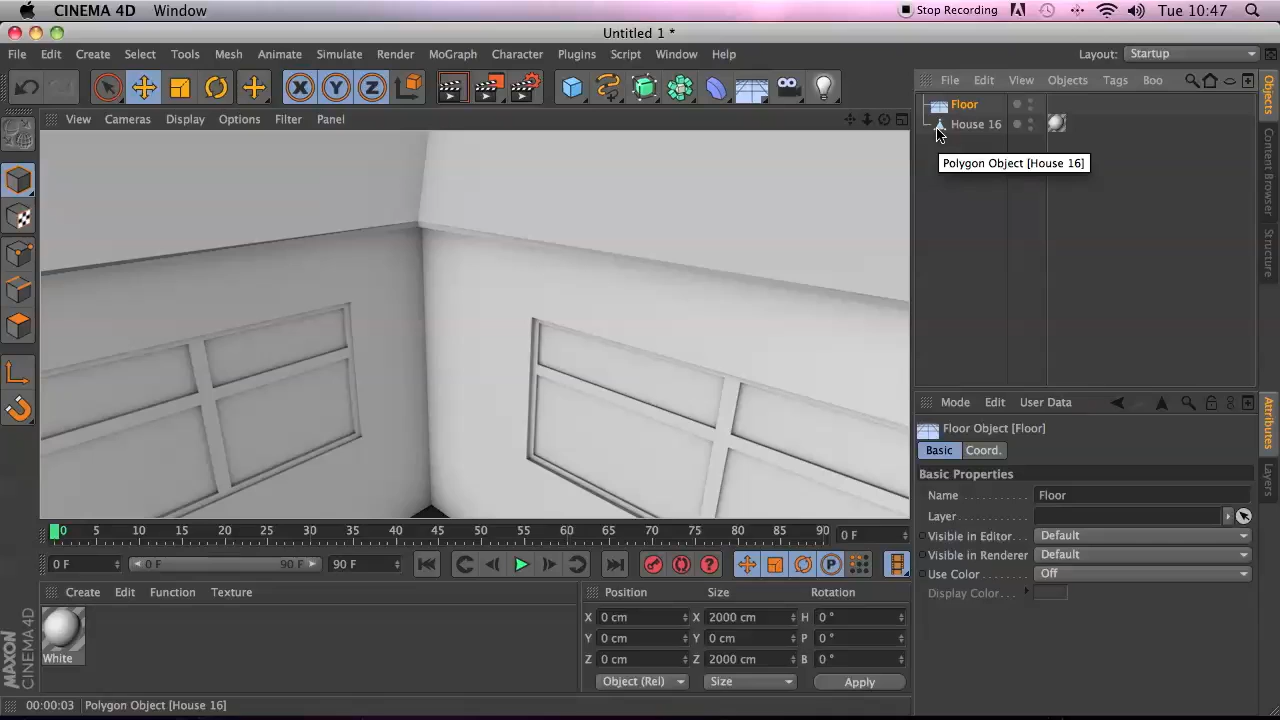 CINEMA 4D Window Stop Recording Tue 10:47
Untitled 1 *
File Edit Create Select Tools Mesh Animate Simulate Render MoGraph Character Plugins Script Window Help Layout: Startup
X Y Z
File Edit View Objects Tags Boo
View Cameras Display Options Filter Panel
Floor
House 16
Polygon Object [House 16]
Objects
Content Browser
Structure
Mode Edit User Data
Floor Object [Floor]
Basic Coord.
Basic Properties
Name Floor
Layer
Visible in Editor Default
Visible in Renderer Default
Use Color Off
Display Color
Attributes
Layers
0 5 10 15 20 25 30 35 40 45 50 55 60 65 70 75 80 85 90 0 F
0 F 0 F 90 F 90 F P
Create Edit Function Texture
White
Position Size Rotation
X 0 cm X 2000 cm H 0 °
Y 0 cm Y 0 cm P 0 °
Z 0 cm Z 2000 cm B 0 °
Object (Rel) Size Apply
MAXON
CINEMA 4D
00:00:03 Polygon Object [House 16]